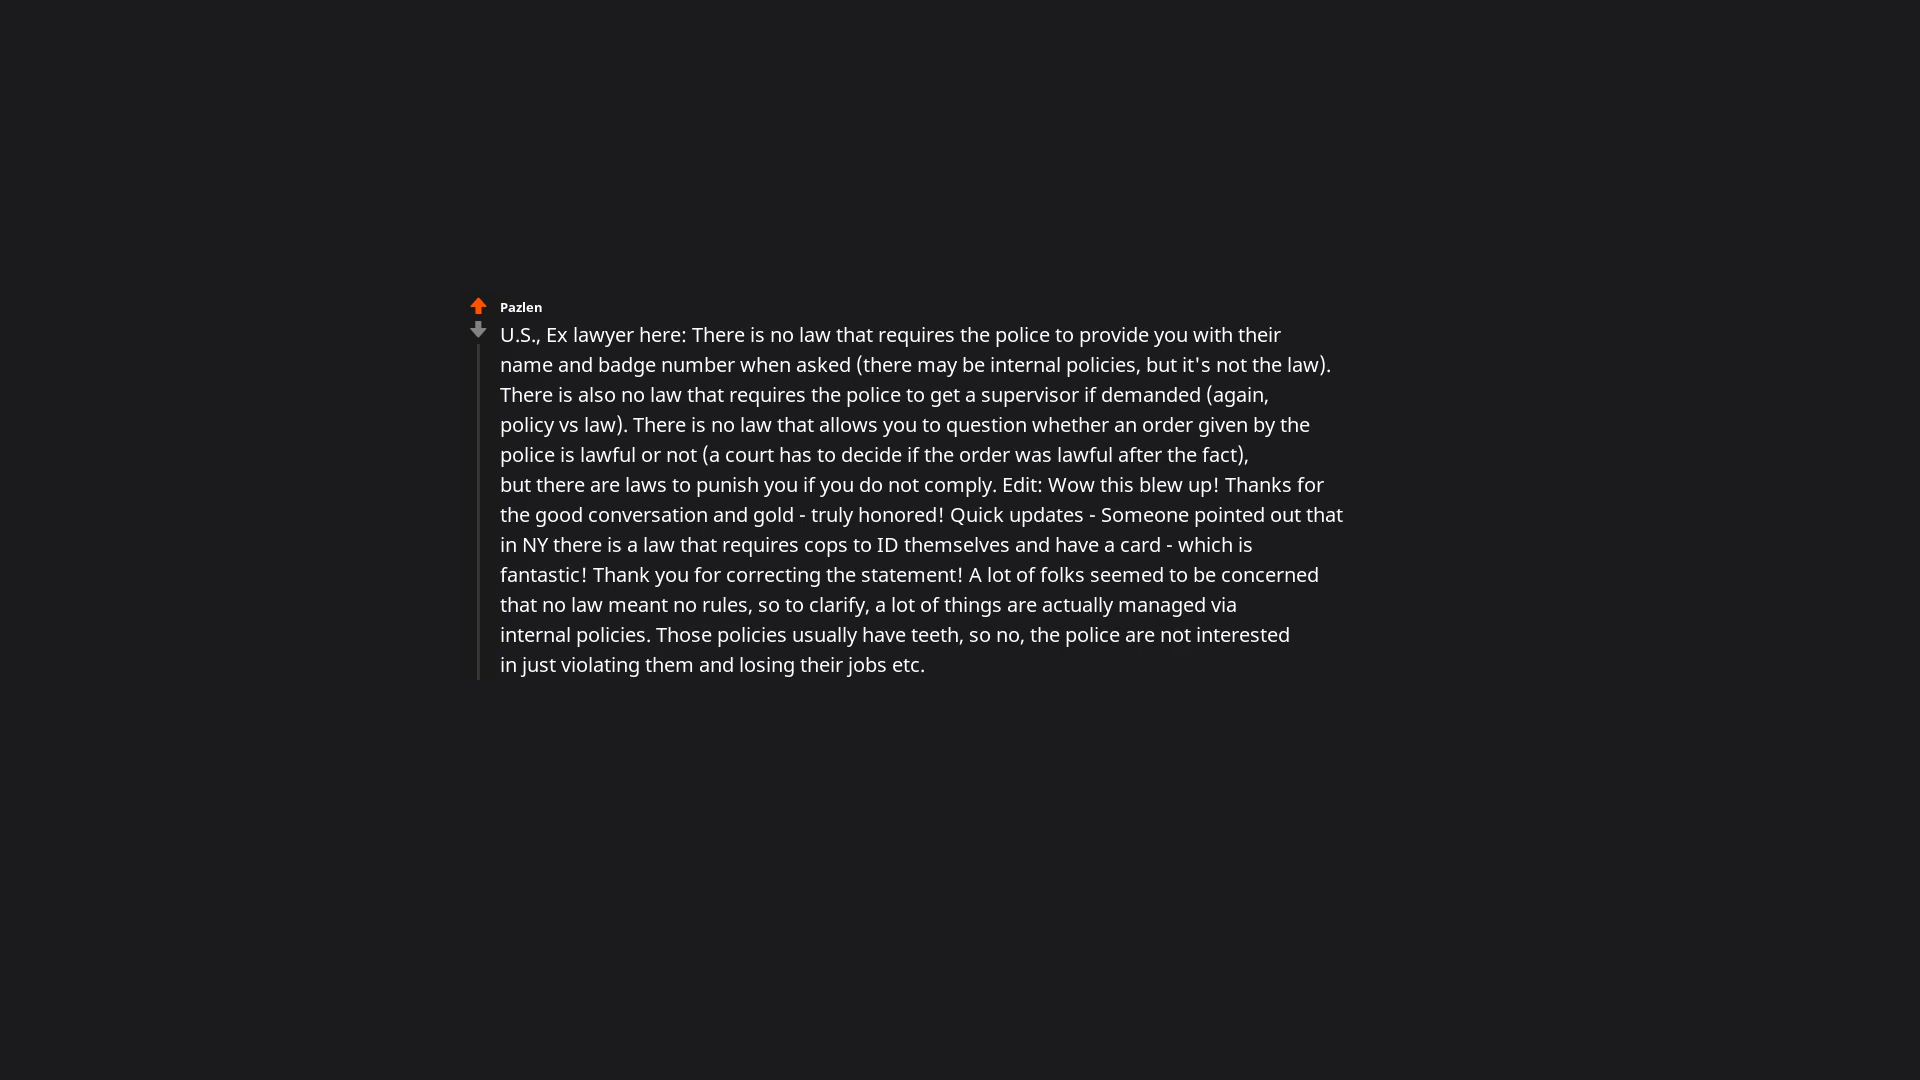 Pazlen
U.S., Ex lawyer here: There is no law that requires the police to provide you with their
name and badge number when asked (there may be internal policies, but it's not the law).
There is also no law that requires the police to get a supervisor if demanded (again,
policy vs law). There is no law that allows you to question whether an order given by the
police is lawful or not (a court has to decide if the order was lawful after the fact),
but there are laws to punish you if you do not comply. Edit: Wow this blew up! Thanks for
the good conversation and gold - truly honored! Quick updates - Someone pointed out that
in NY there is a law that requires cops to ID themselves and have a card - which is
fantastic! Thank you for correcting the statement! A lot of folks seemed to be concerned
that no law meant no rules, so to clarify, a lot of things are actually managed via
internal policies. Those policies usually have teeth, so no, the police are not interested
in just violating them and losing their jobs etc.